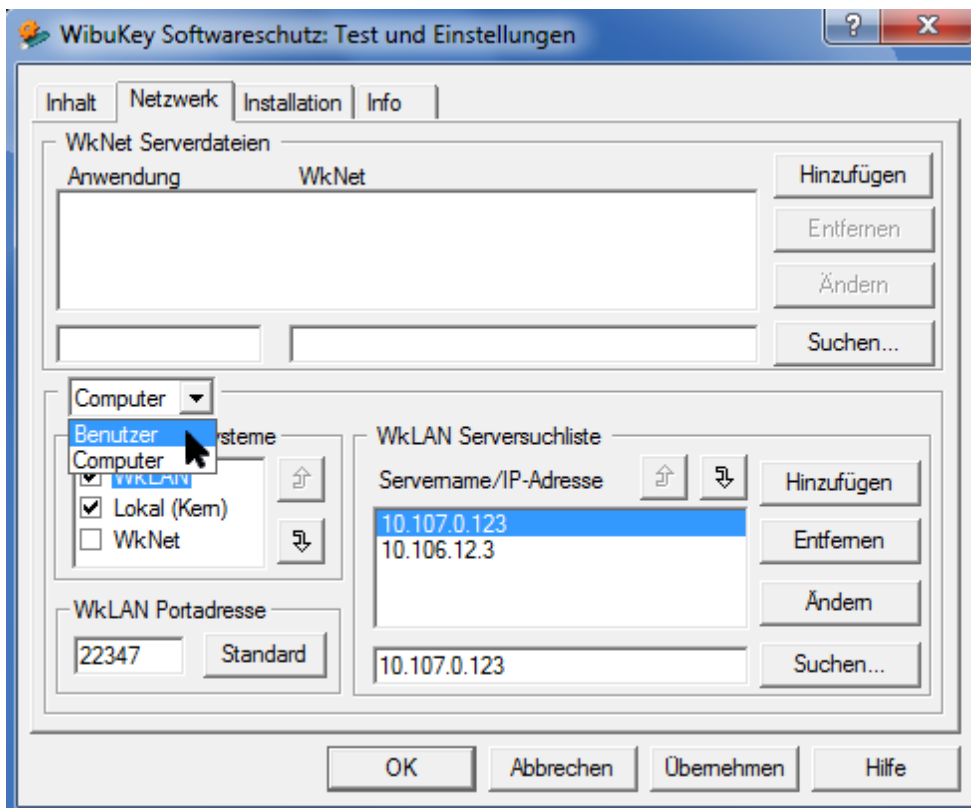 WibuKey Softwareschutz: Test und Einstellungen
Inhalt Netzwerk Installation Info
WkNet Serverdateien
Anwendung WkNet
Hinzufügen
Entfernen
Ändern
Suchen...
Computer
Benutzer
Computer
ysteme
WkLAN
Lokal (Kern)
WkNet
WkLAN Portadresse
22347 Standard
WkLAN Serversuchliste
Servername/IP-Adresse
10.107.0.123
10.106.12.3
10.107.0.123
Hinzufügen
Entfernen
Ändern
Suchen...
OK Abbrechen Übernehmen Hilfe